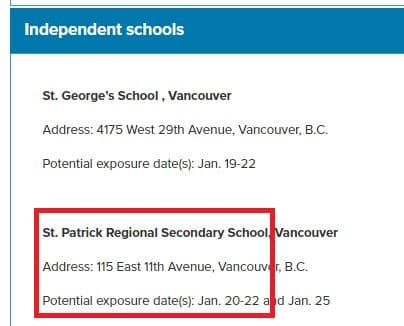 Independent schools
St. George's School , Vancouver
Address: 4175 West 29th Avenue, Vancouver, B.C.
Potential exposure date(s): Jan. 19-22
St. Patrick Regional Secondary School, Vancouver
Address: 115 East 11th Avenue, Vancouver, B.C.
Potential exposure date(s): Jan. 20-22 and Jan. 25